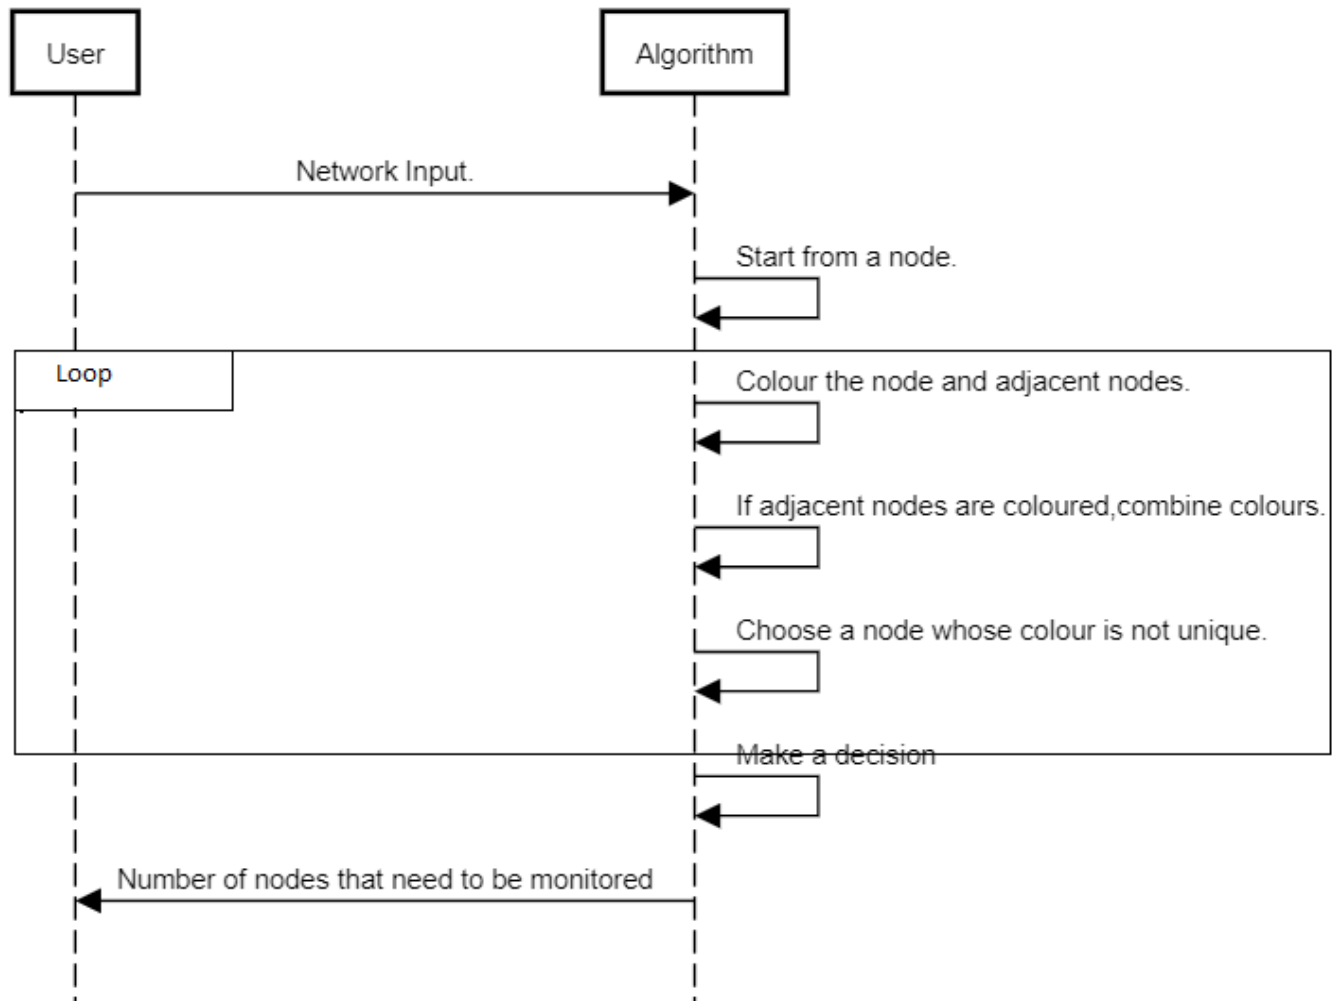 User
Algorithm
Network Input.
Start from a node.
Loop
Colour the node and adjacent nodes.
If adjacent nodes are coloured,combine colours.
Choose a node whose colour is not unique.
Make a decision
Number of nodes that need to be monitored